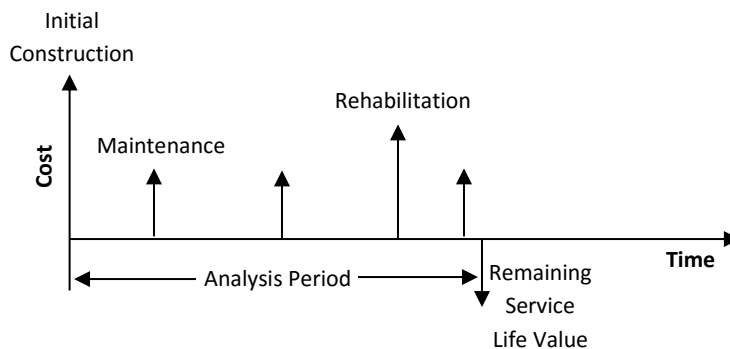 Initial
Construction
Rehabilitation
Maintenance
Cost
Analysis Period
Time
Remaining
Service
Life Value